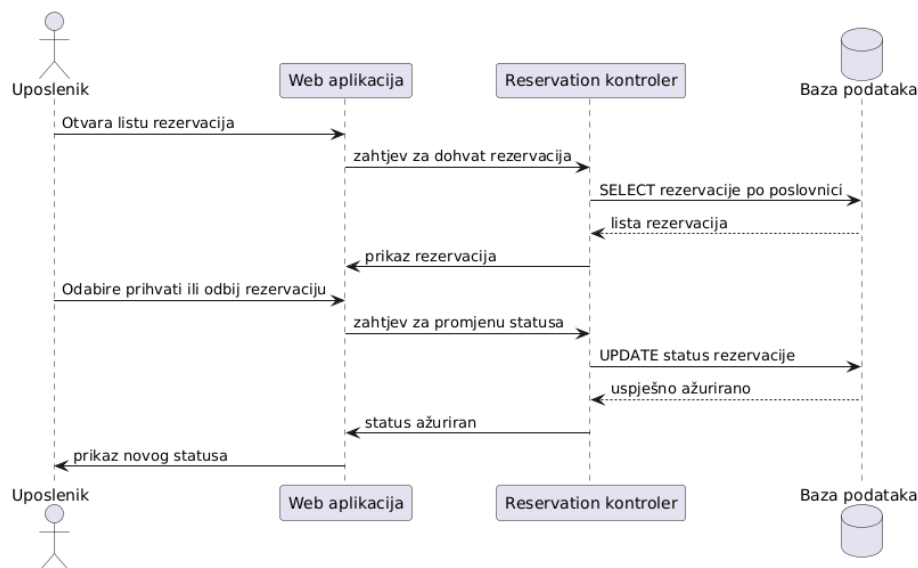 Uposlenik
Web aplikacija
Reservation kontroler
Baza podataka
Otvara listu rezervacija
zahtjev za dohvat rezervacija
SELECT rezervacije po poslovnici
lista rezervacija
prikaz rezervacija
Odabire prihvati ili odbij rezervaciju
zahtjev za promjenu statusa
UPDATE status rezervacije
uspješno ažurirano
status ažuriran
prikaz novog statusa
Uposlenik
Web aplikacija
Reservation kontroler
Baza podataka